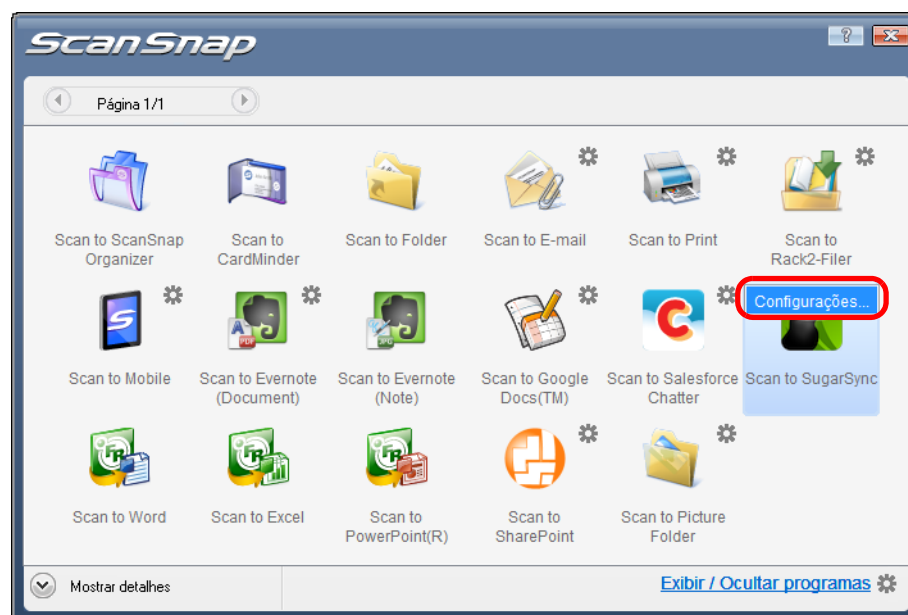 ScanSnap
?
Página 1/1
Scan to ScanSnap
Organizer
Scan to
CardMinder
Scan to Folder
Scan to E-mail
Scan to Print
Scan to
Rack2-Filer
Configurações...
Scan to Mobile
Scan to Evernote
(Document)
Scan to Evernote
(Note)
Scan to Google
Docs(TM)
Scan to Salesforce
Chatter
Scan to SugarSync
Scan to Word
Scan to Excel
Scan to
PowerPoint(R)
Scan to
SharePoint
Scan to Picture
Folder
Mostrar detalhes
Exibir / Ocultar programas